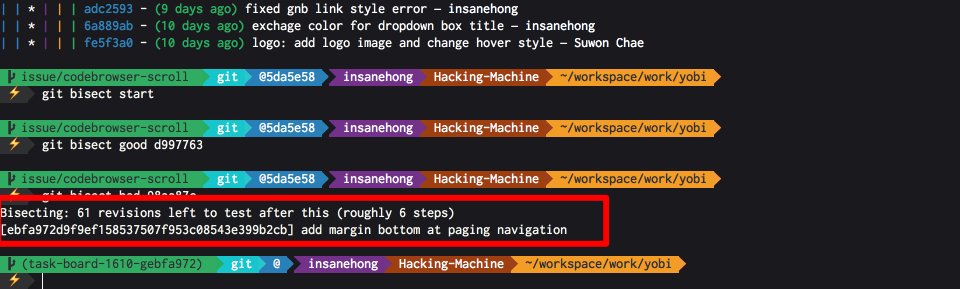 | | * | | | adc2593 - (9 days ago) fixed gnb link style error – insanehong
| | * | | | 6a889ab - (10 days ago) exchage color for dropdown box title – insanehong
| | * | | | fe5f3a0 - (10 days ago) logo: add logo image and change hover style – Suwon Chae
issue/codebrowser-scroll git @5da5e58 insanehong Hacking-Machine ~/workspace/work/yobi
⚡ git bisect start
issue/codebrowser-scroll git @5da5e58 insanehong Hacking-Machine ~/workspace/work/yobi
⚡ git bisect good d997763
issue/codebrowser-scroll git @5da5e58 insanehong Hacking-Machine ~/workspace/work/yobi
⚡ git bisect bad
Bisecting: 61 revisions left to test after this (roughly 6 steps)
[ebfa972d9f9ef158537507f953c08543e399b2cb] add margin bottom at paging navigation
(task-board-1610-gebfa972) git @ insanehong Hacking-Machine ~/workspace/work/yobi
⚡